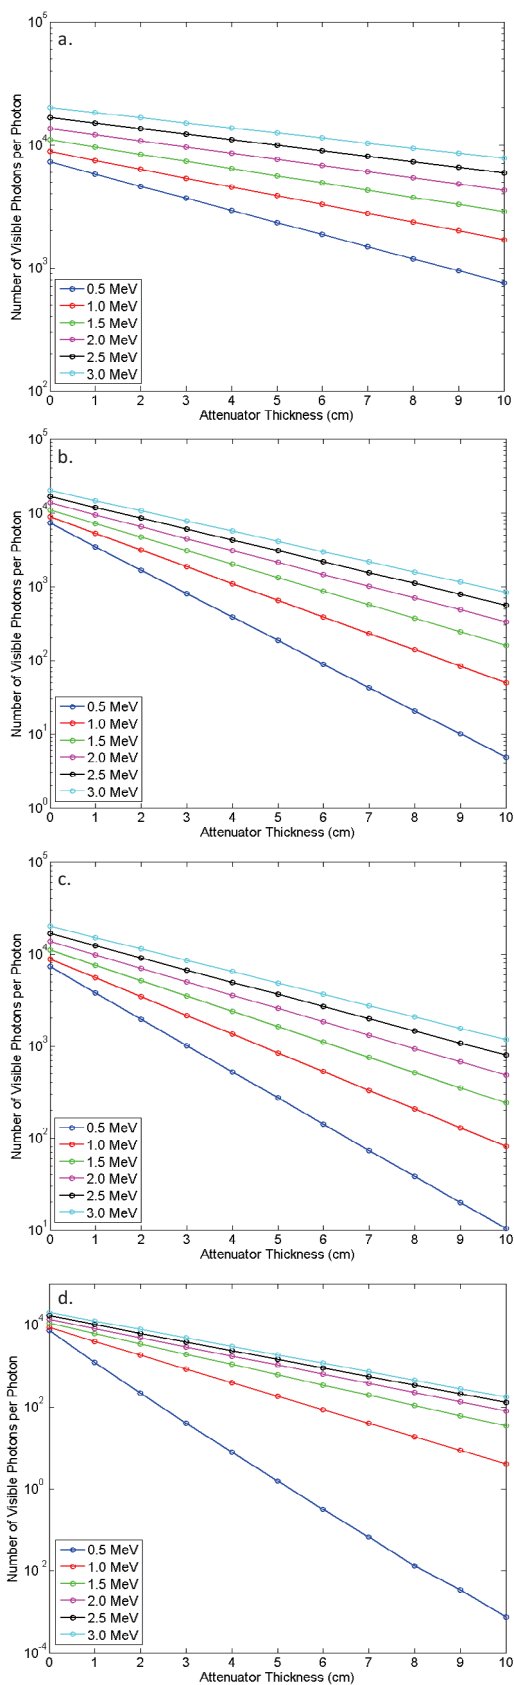 a.
10^5
10^4
10^3
10^2
Number of Visible Photons per Photon
0.5 MeV
1.0 MeV
1.5 MeV
2.0 MeV
2.5 MeV
3.0 MeV
0 1 2 3 4 5 6 7 8 9 10
Attenuator Thickness (cm)
b.
10^5
10^4
10^3
10^2
10^1
10^0
Number of Visible Photons per Photon
0.5 MeV
1.0 MeV
1.5 MeV
2.0 MeV
2.5 MeV
3.0 MeV
0 1 2 3 4 5 6 7 8 9 10
Attenuator Thickness (cm)
c.
10^5
10^4
10^3
10^2
10^1
Number of Visible Photons per Photon
0.5 MeV
1.0 MeV
1.5 MeV
2.0 MeV
2.5 MeV
3.0 MeV
0 1 2 3 4 5 6 7 8 9 10
Attenuator Thickness (cm)
d.
10^4
10^2
10^0
10^-2
10^-4
Number of Visible Photons per Photon
0.5 MeV
1.0 MeV
1.5 MeV
2.0 MeV
2.5 MeV
3.0 MeV
0 1 2 3 4 5 6 7 8 9 10
Attenuator Thickness (cm)